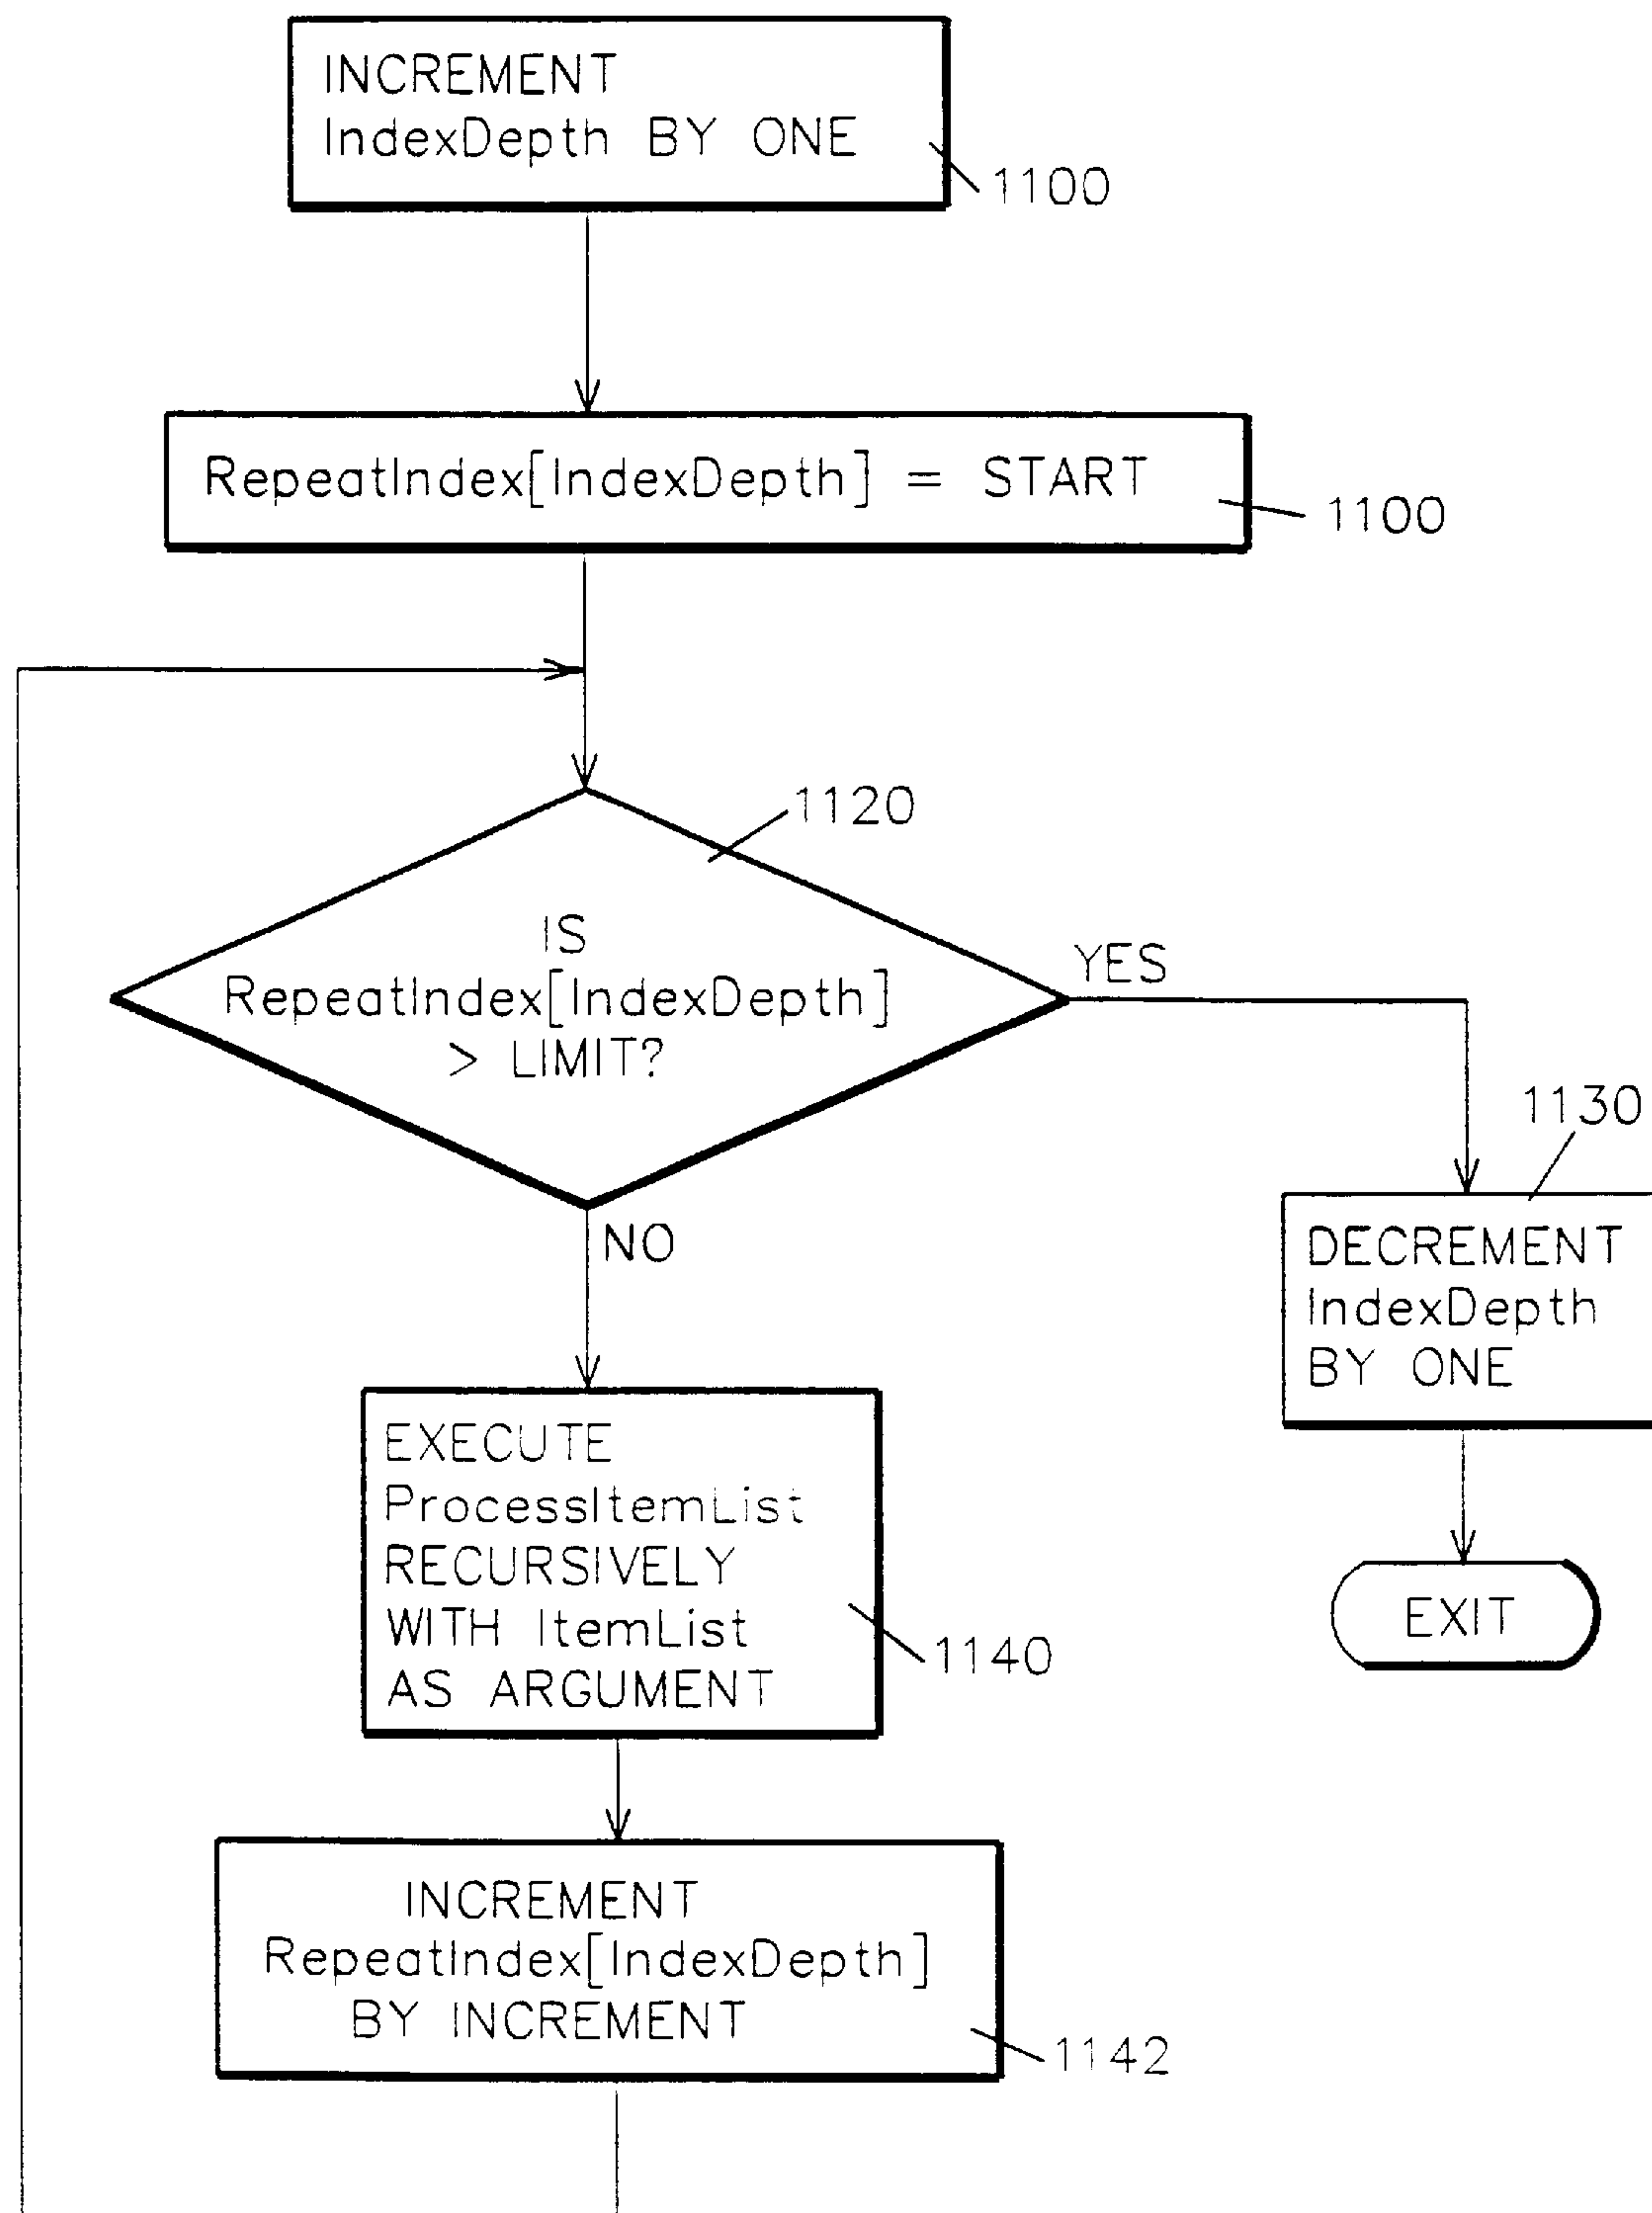 INCREMENT
IndexDepth BY ONE
1100
RepeatIndex[IndexDepth] = START
1100
1120
IS
RepeatIndex[IndexDepth]
> LIMIT?
YES
NO
1130
DECREMENT
IndexDepth
BY ONE
EXECUTE
ProcessItemList
RECURSIVELY
WITH ItemList
AS ARGUMENT
1140
EXIT
INCREMENT
RepeatIndex[IndexDepth]
BY INCREMENT
1142